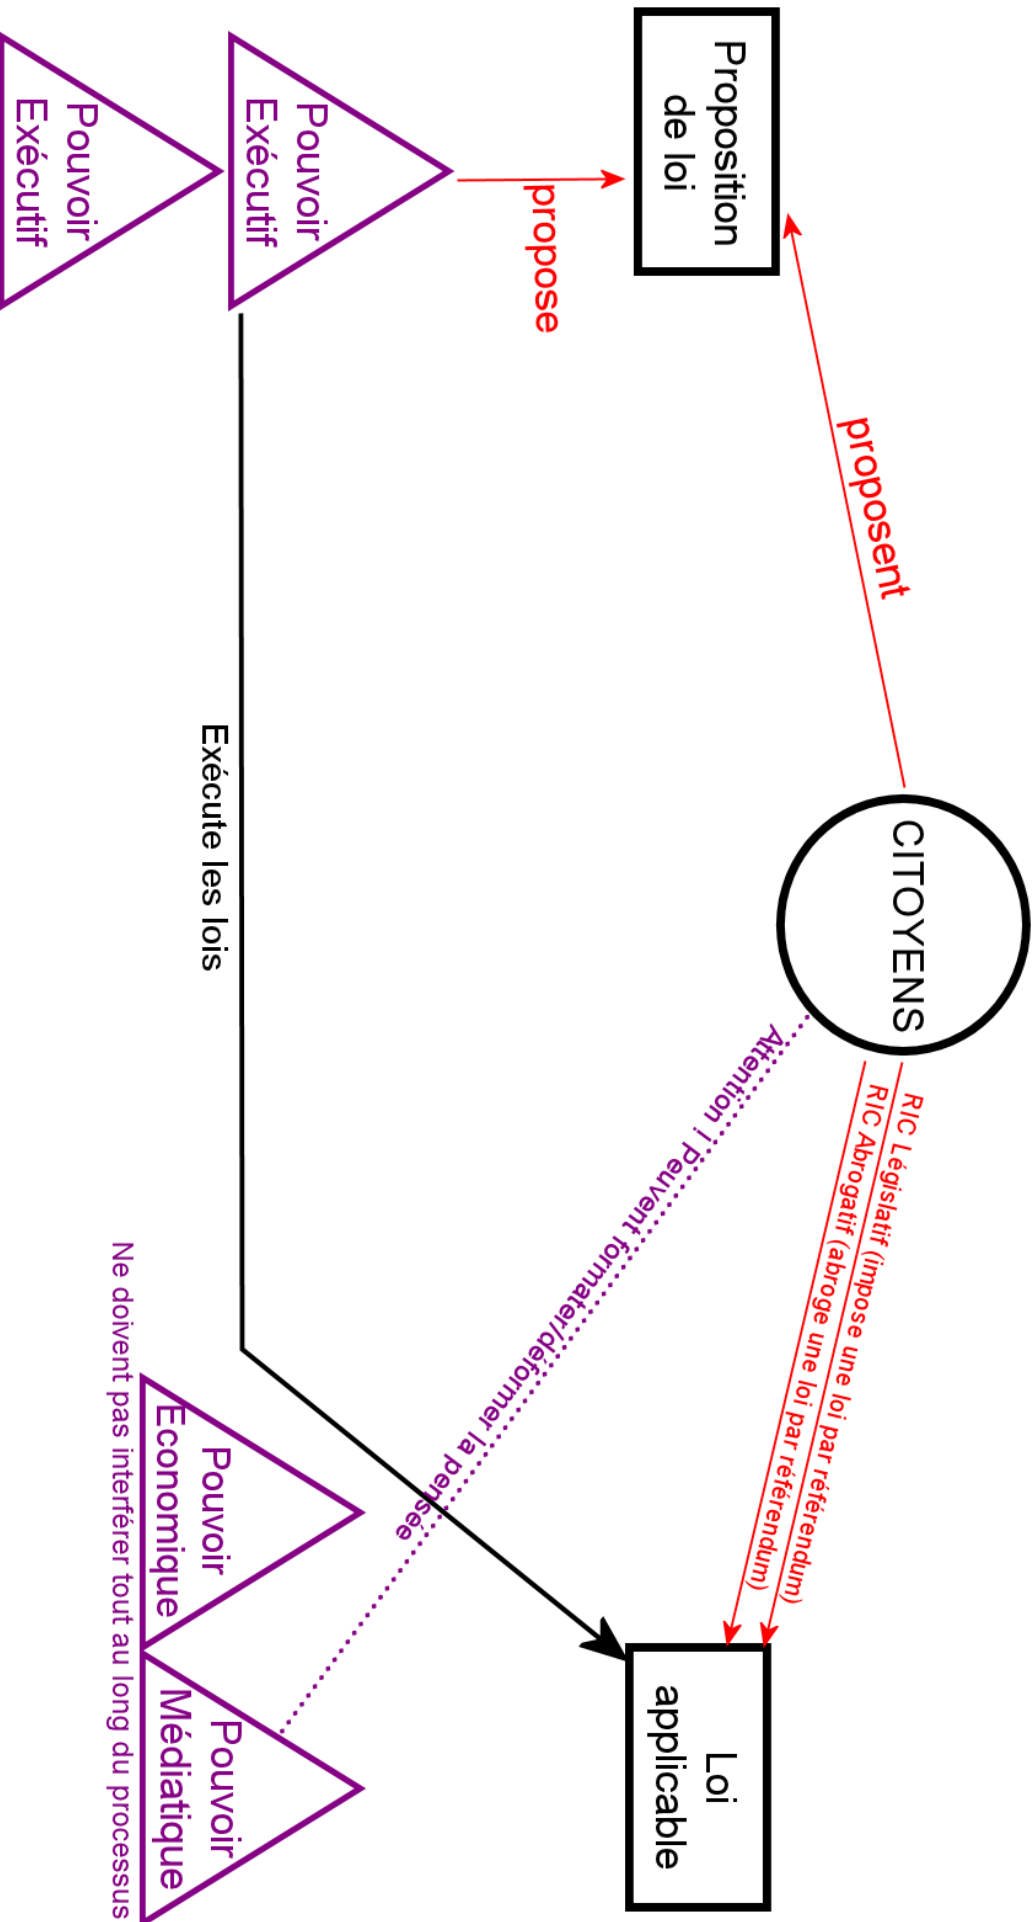 CITOYENS
proposent
RIC Législatif (impose une loi par référendum)
RIC Abrogatif (abroge une loi par référendum)
Proposition
de loi
Loi
applicable
propose
Attention ! Peuvent formater/déformer la pensée
Pouvoir
Exécutif
Exécute les lois
Pouvoir
Economique
Pouvoir
Médiatique
Ne doivent pas interférer tout au long du processus
Pouvoir
Exécutif